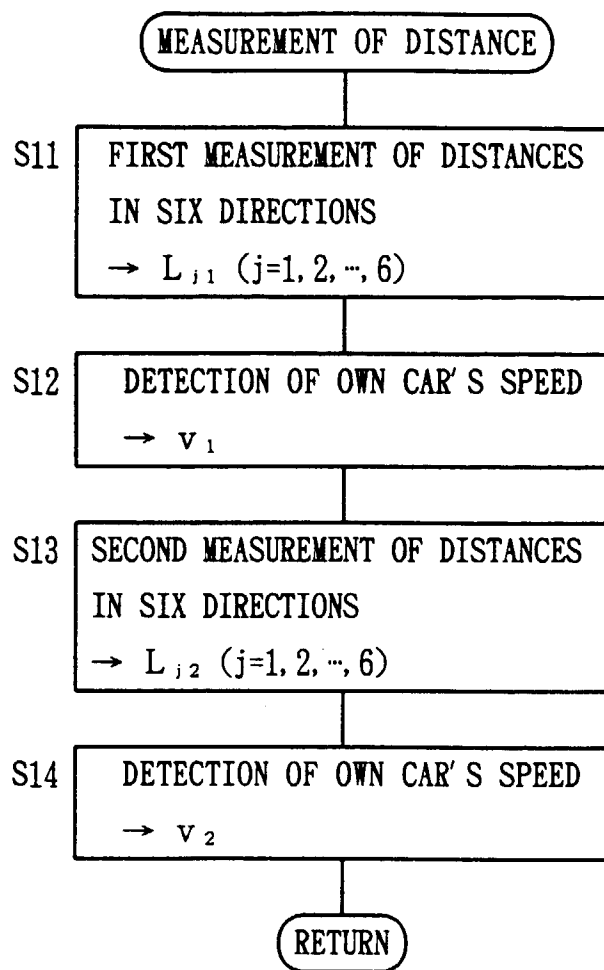 MEASUREMENT OF DISTANCE
S11 FIRST MEASUREMENT OF DISTANCES
IN SIX DIRECTIONS
→ L j1 (j=1, 2, ···, 6)
S12 DETECTION OF OWN CAR'S SPEED
→ v 1
S13 SECOND MEASUREMENT OF DISTANCES
IN SIX DIRECTIONS
→ L j2 (j=1, 2, ···, 6)
S14 DETECTION OF OWN CAR'S SPEED
→ v 2
RETURN